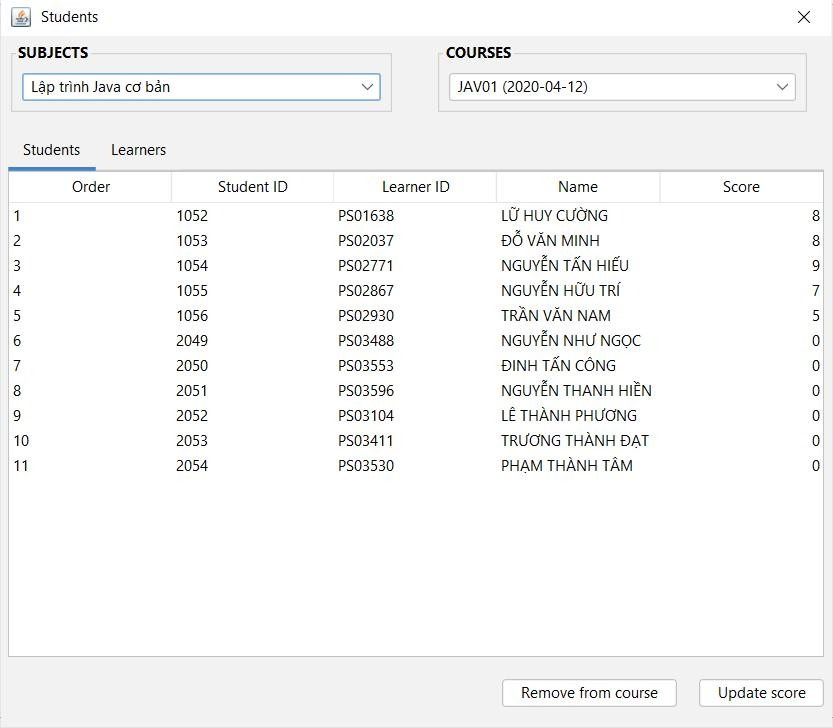 Students
SUBJECTS COURSES
Lập trình Java cơ bản JAV01 (2020-04-12)
Students Learners
Order Student ID Learner ID Name Score
1 1052 PS01638 LỮ HUY CƯỜNG 8
2 1053 PS02037 ĐỖ VĂN MINH 8
3 1054 PS02771 NGUYỄN TẤN HIẾU 9
4 1055 PS02867 NGUYỄN HỮU TRÍ 7
5 1056 PS02930 TRẦN VĂN NAM 5
6 2049 PS03488 NGUYỄN NHƯ NGỌC 0
7 2050 PS03553 ĐINH TẤN CÔNG 0
8 2051 PS03596 NGUYỄN THANH HIỀN 0
9 2052 PS03104 LÊ THÀNH PHƯƠNG 0
10 2053 PS03411 TRƯƠNG THÀNH ĐẠT 0
11 2054 PS03530 PHẠM THÀNH TÂM 0
Remove from course Update score